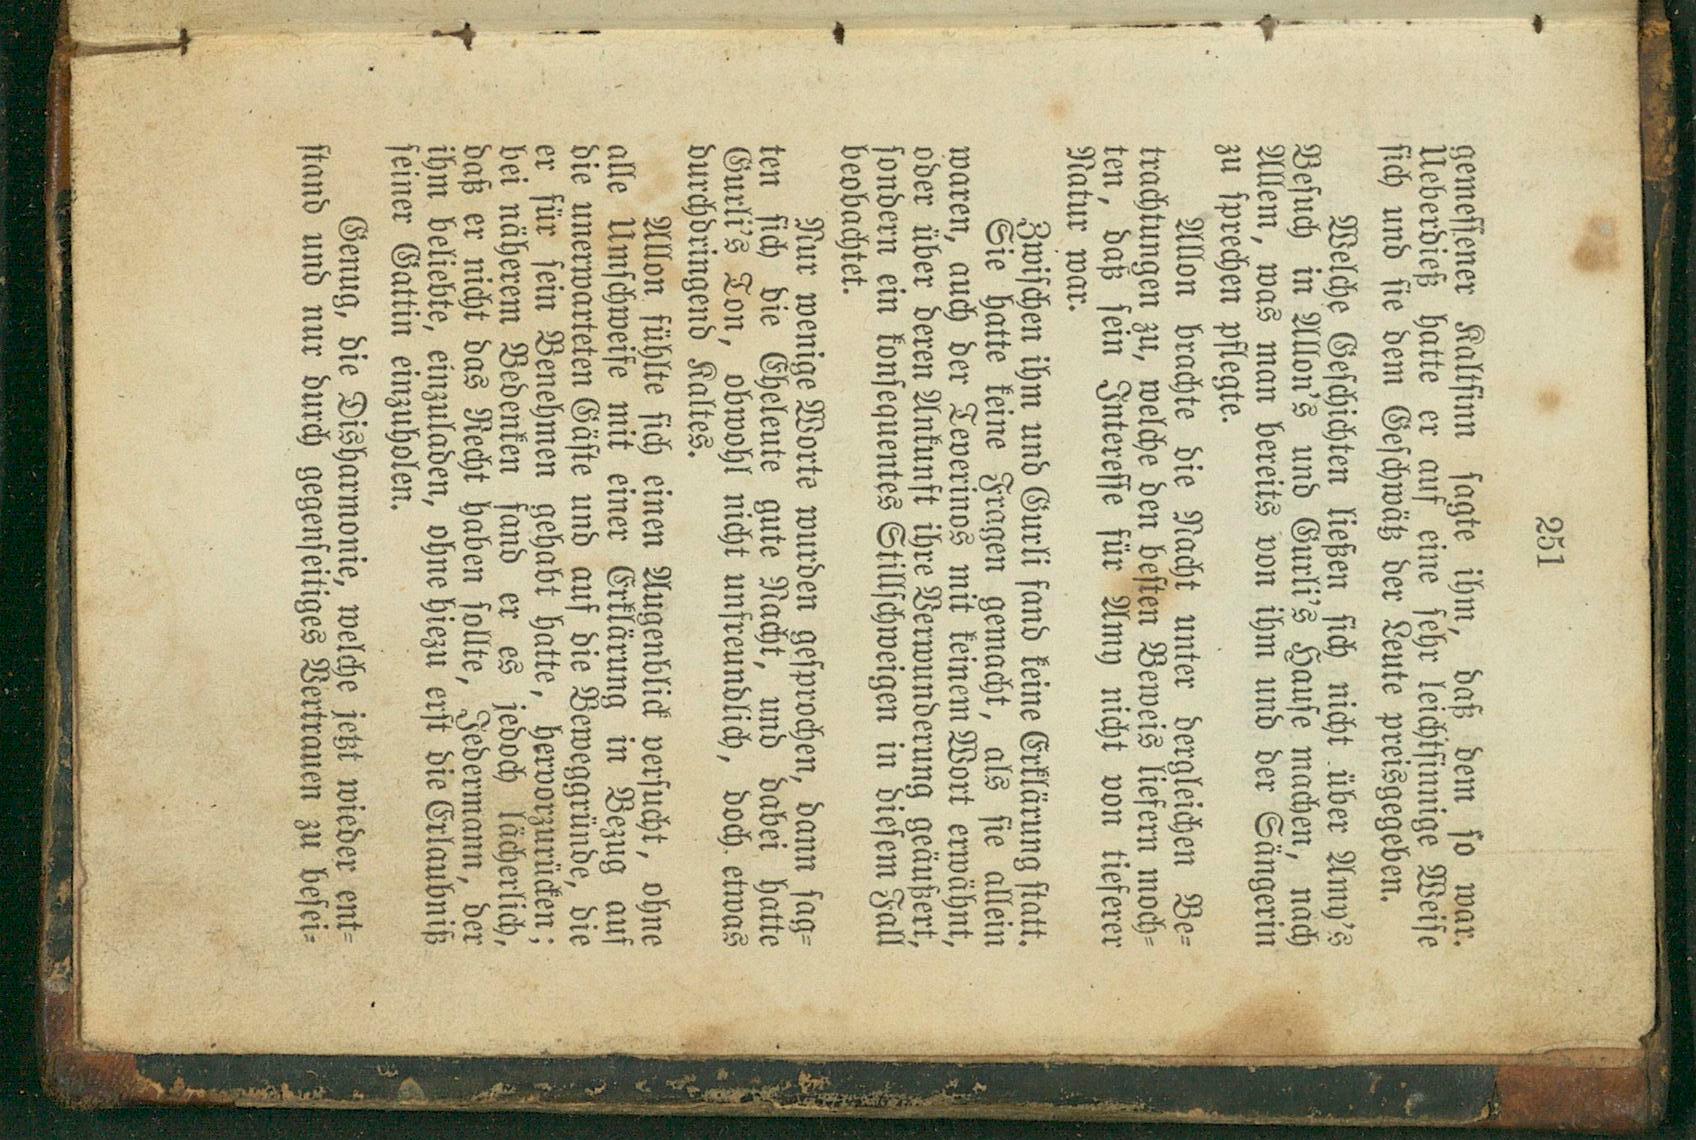 251
gemeſſener Kaltſinn ſagte ihm, daß dem ſo war.
Ueberdieß hatte er auf eine ſehr leichtſinnige Weiſe
ſich und ſie dem Geſchwätz der Leute preisgegeben.
Welche Geſchichten ließen ſich nicht über Amy's
Beſuch in Allon's und Gurli's Hauſe machen, nach
Allem, was man bereits von ihm und der Sängerin
zu ſprechen pflegte.
Allon brachte die Nacht unter dergleichen Be=
trachtungen zu, welche den beſten Beweis liefern moch=
ten, daß ſein Intereſſe für Amy nicht von tieferer
Natur war.
Zwiſchen ihm und Gurli fand keine Erklärung ſtatt.
Sie hatte keine Fragen gemacht, als ſie allein
waren, auch der Teverinos mit keinem Wort erwähnt,
oder über deren Ankunft ihre Verwunderung geäußert,
ſondern ein konſequentes Stillſchweigen in dieſem Fall
beobachtet.
Nur wenige Worte wurden geſprochen, dann ſag=
ten ſich die Eheleute gute Nacht, und dabei hatte
Gurli's Ton, obwohl nicht unfreundlich, doch etwas
durchdringend Kaltes.
Allon fühlte ſich einen Augenblick verſucht, ohne
alle Umſchweife mit einer Erklärung in Bezug auf
die unerwarteten Gäſte und auf die Beweggründe, die
er für ſein Benehmen gehabt hatte, hervorzurücken;
bei näherem Bedenken fand er es jedoch lächerlich,
daß er nicht das Recht haben ſollte, Jedermann, der
ihm beliebte, einzuladen, ohne hiezu erſt die Erlaubniß
ſeiner Gattin einzuholen.
Genug, die Disharmonie, welche jetzt wieder ent=
ſtand und nur durch gegenſeitiges Vertrauen zu beſei=